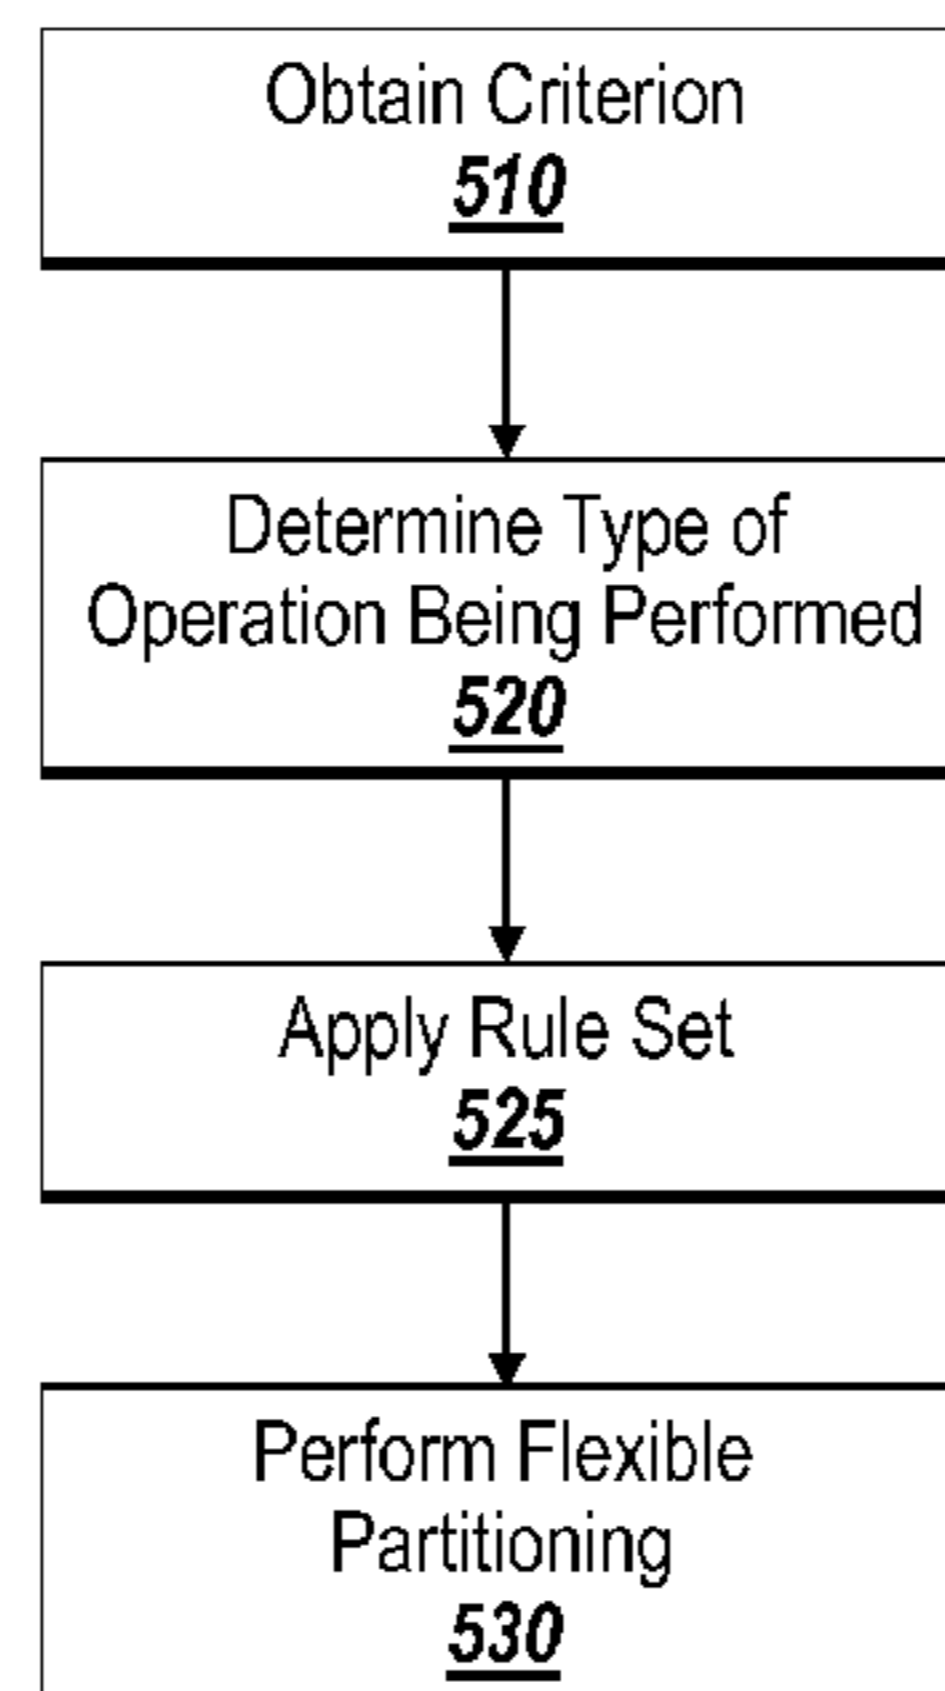 Obtain Criterion
510
Determine Type of
Operation Being Performed
520
Apply Rule Set
525
Perform Flexible
Partitioning
530